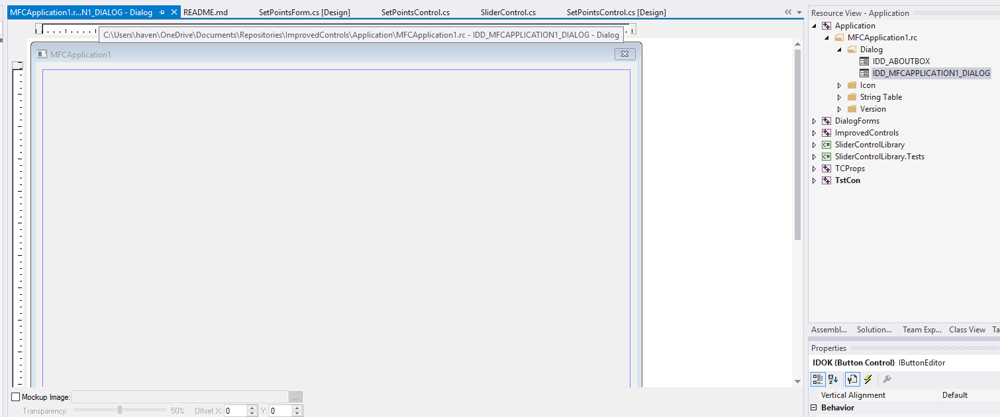 MFCApplication1.r...N1_DIALOG - Dialog
README.md
SetPointsForm.cs [Design]
SetPointsControl.cs
SliderControl.cs
SetPointsControl.cs [Design]
C:\Users\haven\OneDrive\Documents\Repositories\ImprovedControls\Application\MFCApplication1.rc - IDD_MFCAPPLICATION1_DIALOG - Dialog
MFCApplication1
Mockup Image:
...
Transparency:
50%
Offset X:
0
Y:
0
Resource View - Application
Application
MFCApplication1.rc
Dialog
IDD_ABOUTBOX
IDD_MFCAPPLICATION1_DIALOG
Icon
String Table
Version
DialogForms
ImprovedControls
C# SliderControlLibrary
C# SliderControlLibrary.Tests
TCProps
TstCon
Assembl...
Solution...
Team Exp...
Class View
Ta
Properties
IDOK (Button Control) IButtonEditor
Vertical Alignment
Default
Behavior